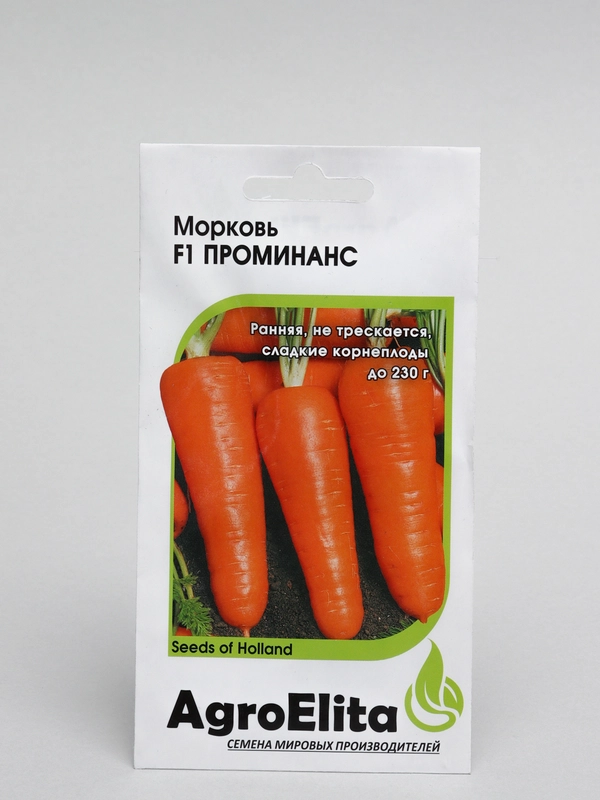 Морковь
F1 ПРОМИНАНС
Ранняя, не трескается,
сладкие корнеплоды
до 230 г
Seeds of Holland
AgroElita
СЕМЕНА МИРОВЫХ ПРОИЗВОДИТЕЛЕЙ